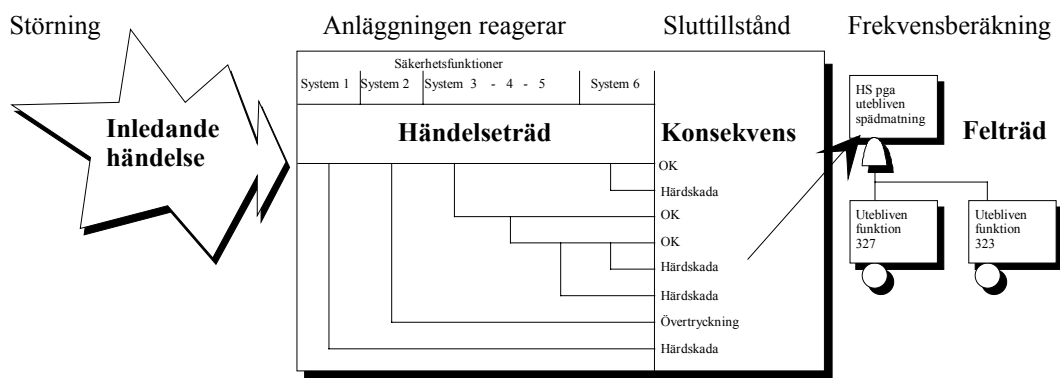 Störning
Anläggningen reagerar
Sluttillstånd
Frekvensberäkning
Säkerhetsfunktioner
System 1
System 2
System 3 - 4 - 5
System 6
Inledande
händelse
Händelseträd
Konsekvens
OK
Härdskada
OK
OK
Härdskada
Härdskada
Övertryckning
Härdskada
HS pga
utebliven
spädmatning
Felträd
Utebliven
funktion
327
Utebliven
funktion
323